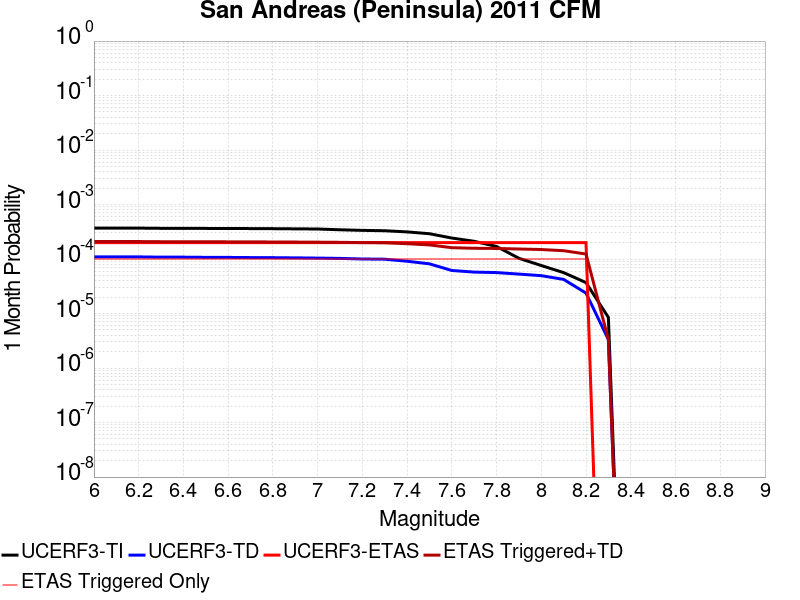 San Andreas (Peninsula) 2011 CFM
10^0
10^-1
10^-2
10^-3
10^-4
10^-5
10^-6
10^-7
10^-8
1 Month Probability
6 6.2 6.4 6.6 6.8 7 7.2 7.4 7.6 7.8 8 8.2 8.4 8.6 8.8 9
Magnitude
UCERF3-TI UCERF3-TD UCERF3-ETAS ETAS Triggered+TD
ETAS Triggered Only